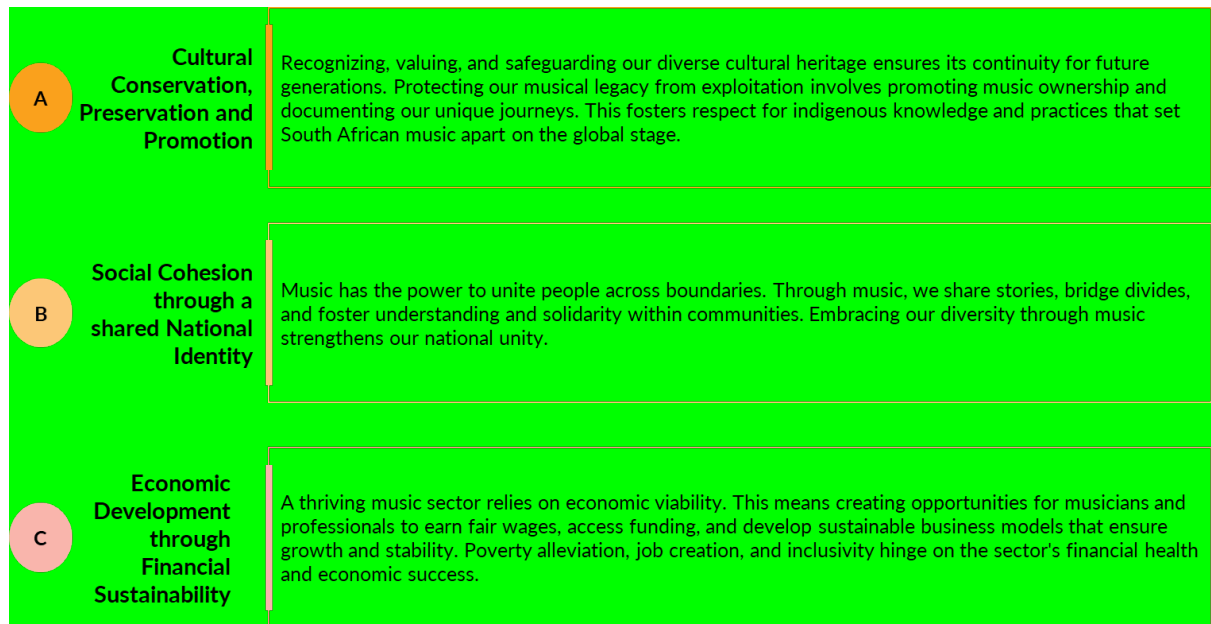 A
Cultural
Conservation,
Preservation and
Promotion
Recognizing, valuing, and safeguarding our diverse cultural heritage ensures its continuity for future
generations. Protecting our musical legacy from exploitation involves promoting music ownership and
documenting our unique journeys. This fosters respect for indigenous knowledge and practices that set
South African music apart on the global stage.
B
Social Cohesion
through a
shared National
Identity
Music has the power to unite people across boundaries. Through music, we share stories, bridge divides,
and foster understanding and solidarity within communities. Embracing our diversity through music
strengthens our national unity.
C
Economic
Development
through
Financial
Sustainability
A thriving music sector relies on economic viability. This means creating opportunities for musicians and
professionals to earn fair wages, access funding, and develop sustainable business models that ensure
growth and stability. Poverty alleviation, job creation, and inclusivity hinge on the sector's financial health
and economic success.